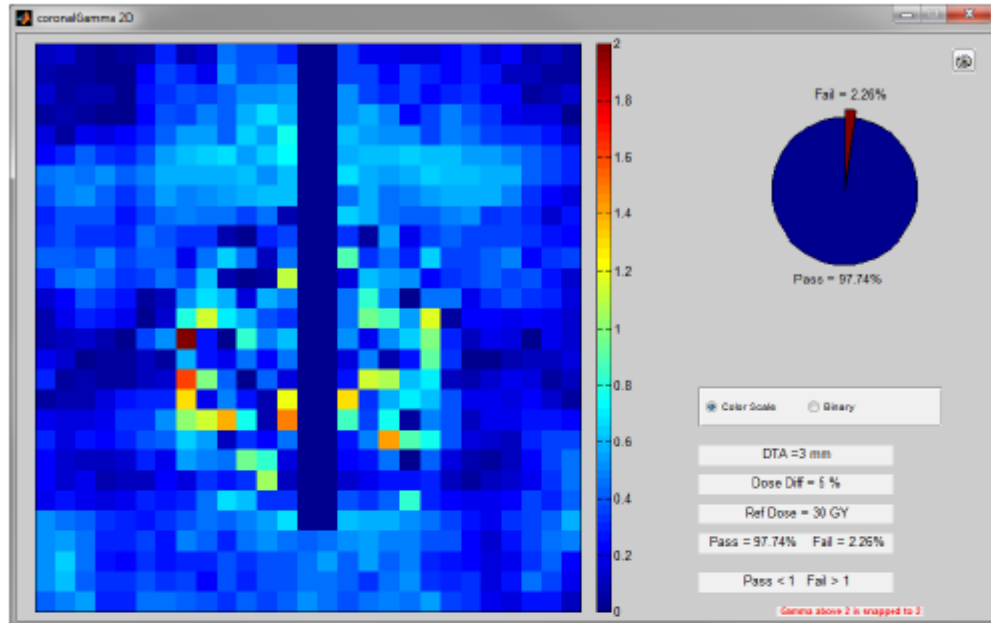 coronalGamma 2D
2
1.8
1.6
1.4
1.2
1
0.8
0.6
0.4
0.2
0
Fail = 2.26%
Pass = 97.74%
Color Scale Binary
DTA =3 mm
Dose Diff = 5 %
Ref Dose = 30 GY
Pass = 97.74% Fail = 2.26%
Pass < 1 Fail > 1
Gamma above 2 is snapped to 2